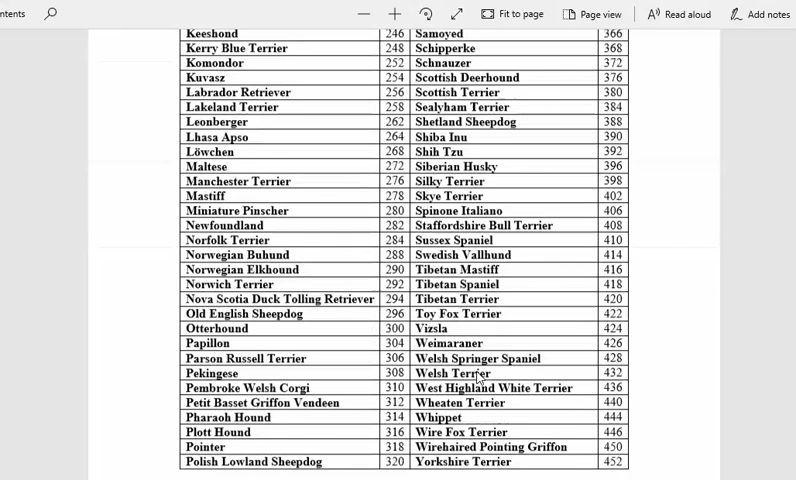 ntents Fit to page Page view Read aloud Add notes
Keeshond 246 Samoyed 366
Kerry Blue Terrier 248 Schipperke 368
Komondor 252 Schnauzer 372
Kuvasz 254 Scottish Deerhound 376
Labrador Retriever 256 Scottish Terrier 380
Lakeland Terrier 258 Sealyham Terrier 384
Leonberger 262 Shetland Sheepdog 388
Lhasa Apso 264 Shiba Inu 390
Löwchen 268 Shih Tzu 392
Maltese 272 Siberian Husky 396
Manchester Terrier 276 Silky Terrier 398
Mastiff 278 Skye Terrier 402
Miniature Pinscher 280 Spinone Italiano 406
Newfoundland 282 Staffordshire Bull Terrier 408
Norfolk Terrier 284 Sussex Spaniel 410
Norwegian Buhund 288 Swedish Vallhund 414
Norwegian Elkhound 290 Tibetan Mastiff 416
Norwich Terrier 292 Tibetan Spaniel 418
Nova Scotia Duck Tolling Retriever 294 Tibetan Terrier 420
Old English Sheepdog 296 Toy Fox Terrier 422
Otterhound 300 Vizsla 424
Papillon 304 Weimaraner 426
Parson Russell Terrier 306 Welsh Springer Spaniel 428
Pekingese 308 Welsh Terrier 432
Pembroke Welsh Corgi 310 West Highland White Terrier 436
Petit Basset Griffon Vendeen 312 Wheaten Terrier 440
Pharaoh Hound 314 Whippet 444
Plott Hound 316 Wire Fox Terrier 446
Pointer 318 Wirehaired Pointing Griffon 450
Polish Lowland Sheepdog 320 Yorkshire Terrier 452